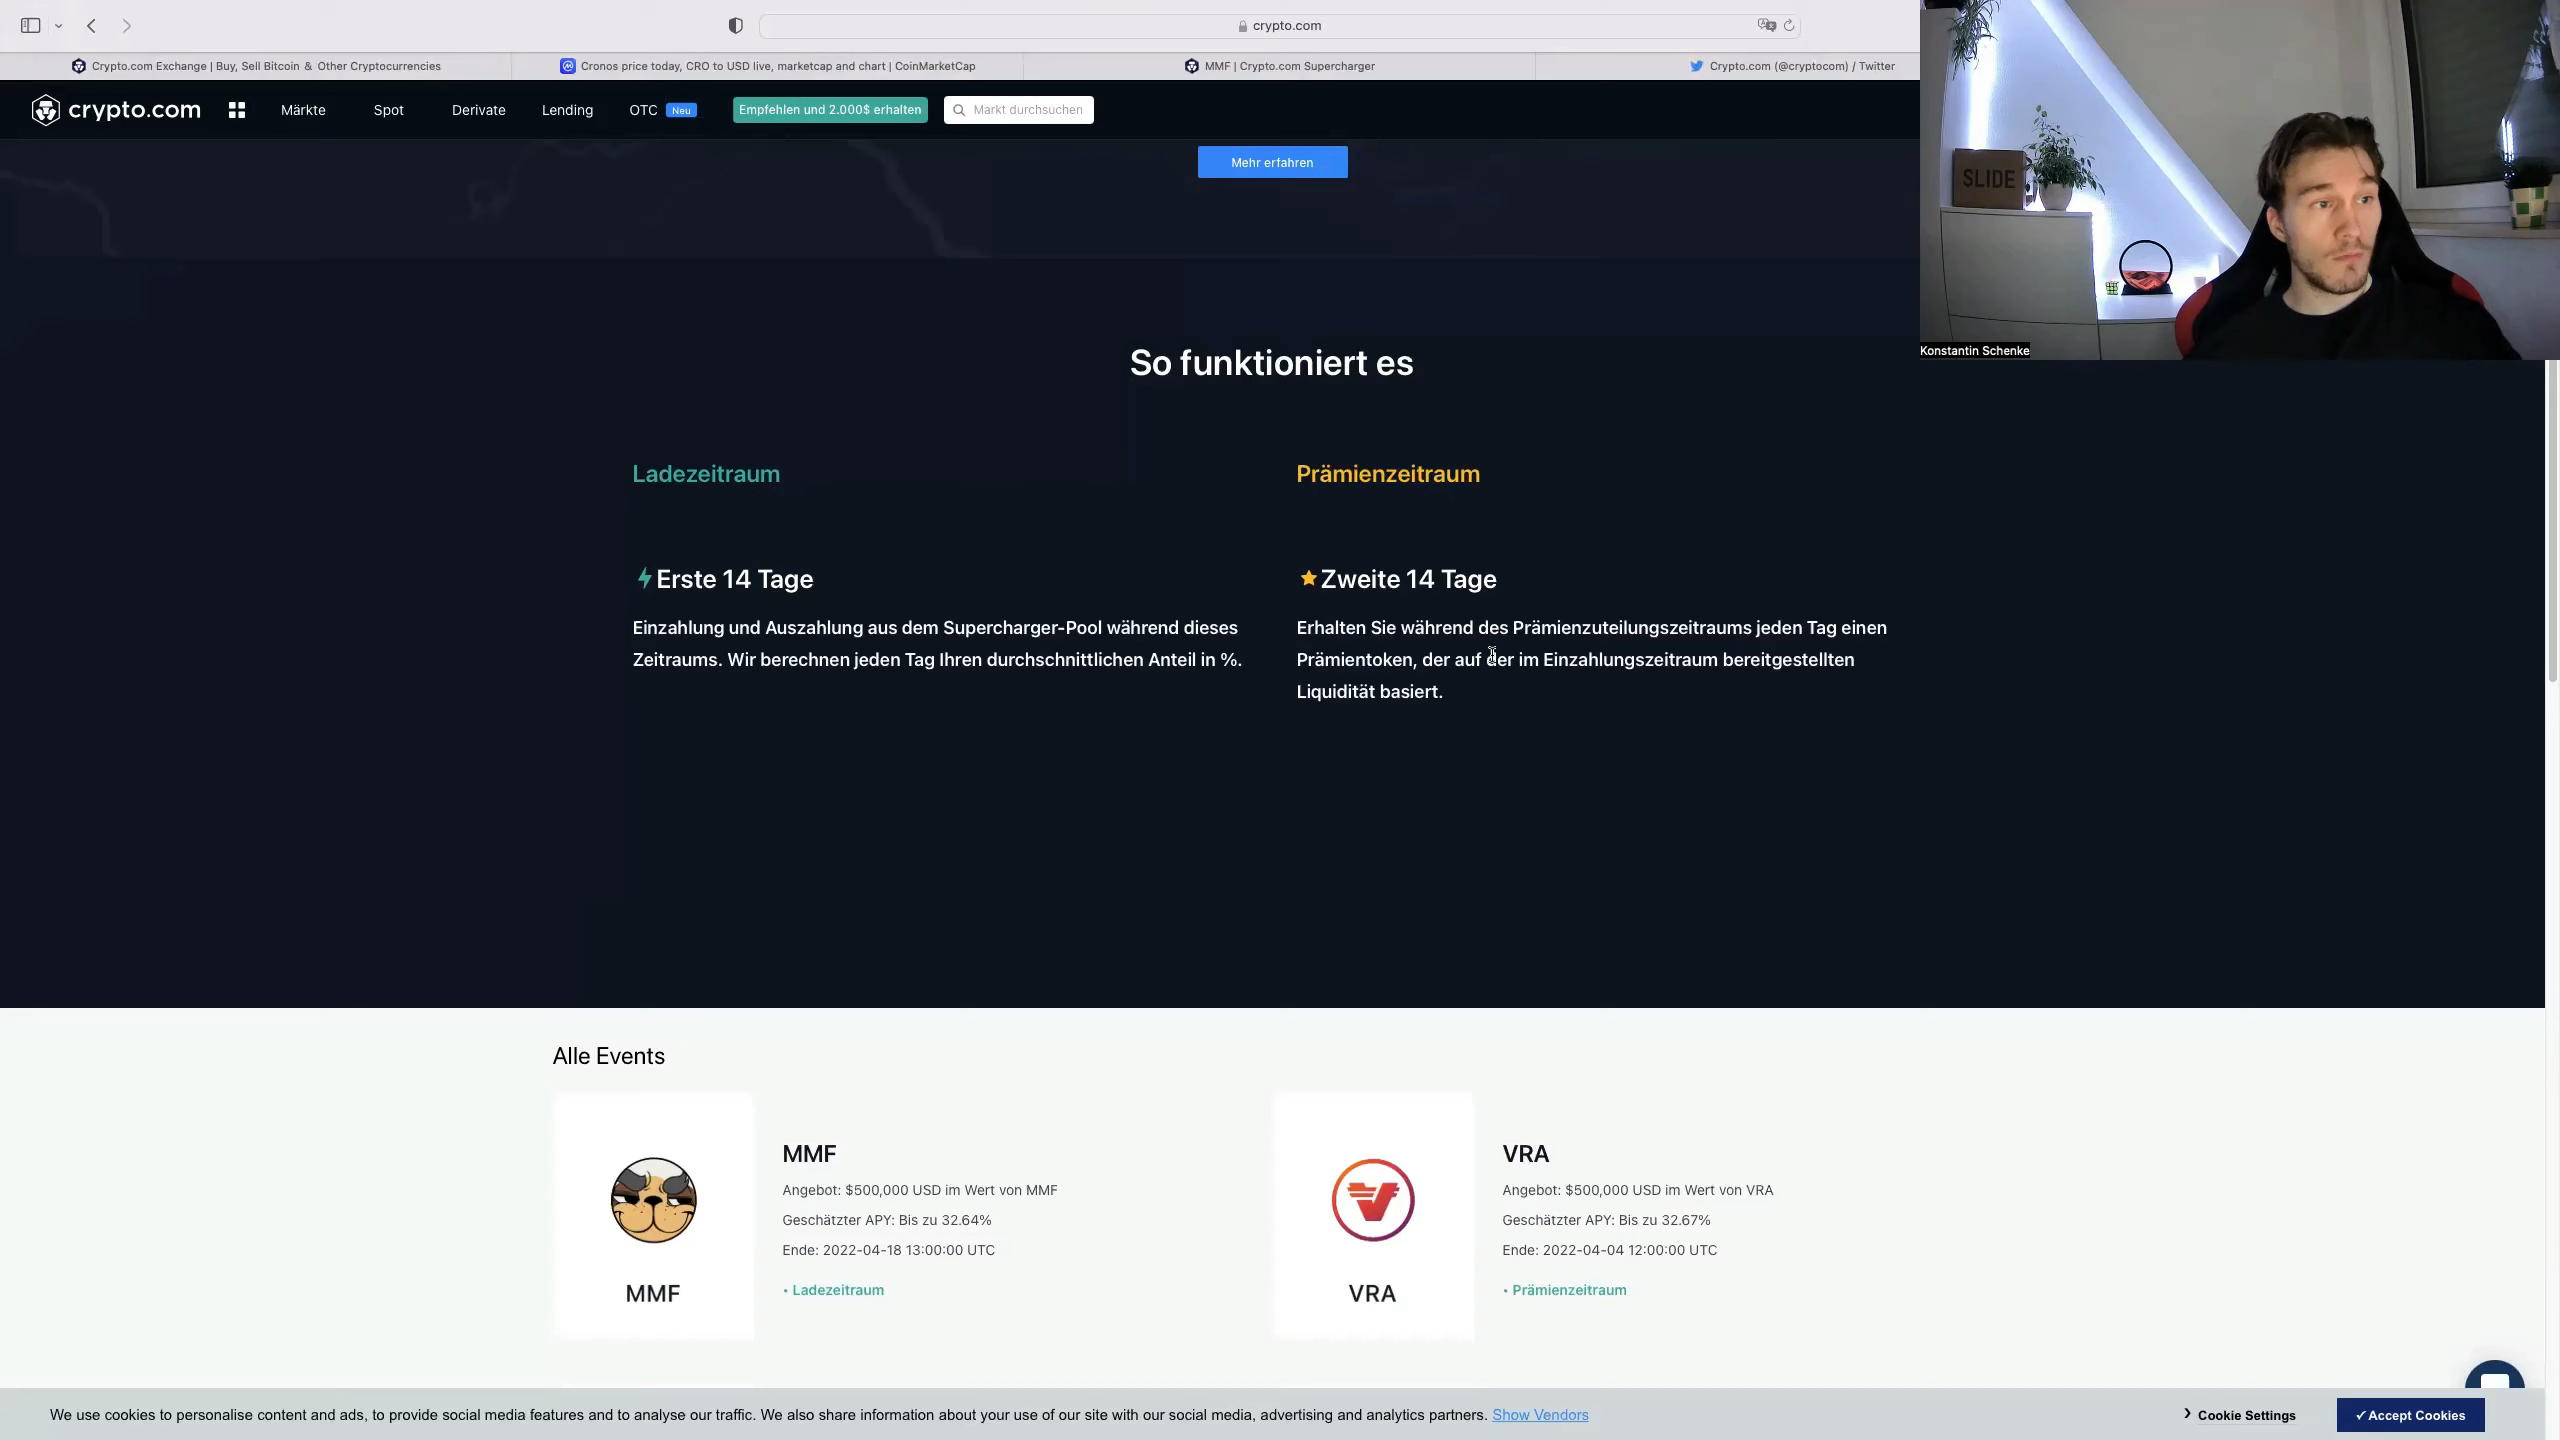 crypto.com
Crypto.com Exchange | Buy, Sell Bitcoin & Other Cryptocurrencies
Cronos price today, CRO to USD live, marketcap and chart | CoinMarketCap
MMF | Crypto.com Supercharger
Crypto.com (@cryptocom) / Twitter
crypto.com
Märkte
Spot
Derivate
Lending
OTC Neu
Empfehlen und 2.000$ erhalten
Markt durchsuchen
SLIDE
Konstantin Schenke
Mehr erfahren
So funktioniert es
Ladezeitraum
Erste 14 Tage
Einzahlung und Auszahlung aus dem Supercharger-Pool während dieses
Zeitraums. Wir berechnen jeden Tag Ihren durchschnittlichen Anteil in %.
Prämienzeitraum
Zweite 14 Tage
Erhalten Sie während des Prämienzuteilungszeitraums jeden Tag einen
Prämientoken, der auf der im Einzahlungszeitraum bereitgestellten
Liquidität basiert.
Alle Events
MMF
MMF
Angebot: $500,000 USD im Wert von MMF
Geschätzter APY: Bis zu 32.64%
Ende: 2022-04-18 13:00:00 UTC
• Ladezeitraum
VRA
VRA
Angebot: $500,000 USD im Wert von VRA
Geschätzter APY: Bis zu 32.67%
Ende: 2022-04-04 12:00:00 UTC
• Prämienzeitraum
We use cookies to personalise content and ads, to provide social media features and to analyse our traffic. We also share information about your use of our site with our social media, advertising and analytics partners. Show Vendors
Cookie Settings
✓Accept Cookies